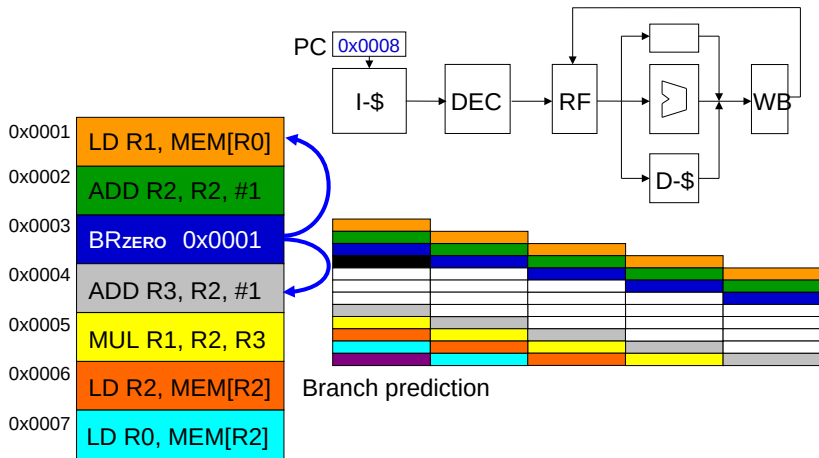 PC 0x0008
I-$ DEC RF WB
D-$
0x0001 LD R1, MEM[R0]
0x0002 ADD R2, R2, #1
0x0003 BRZERO 0x0001
0x0004 ADD R3, R2, #1
0x0005 MUL R1, R2, R3
0x0006 LD R2, MEM[R2]
Branch prediction
0x0007 LD R0, MEM[R2]